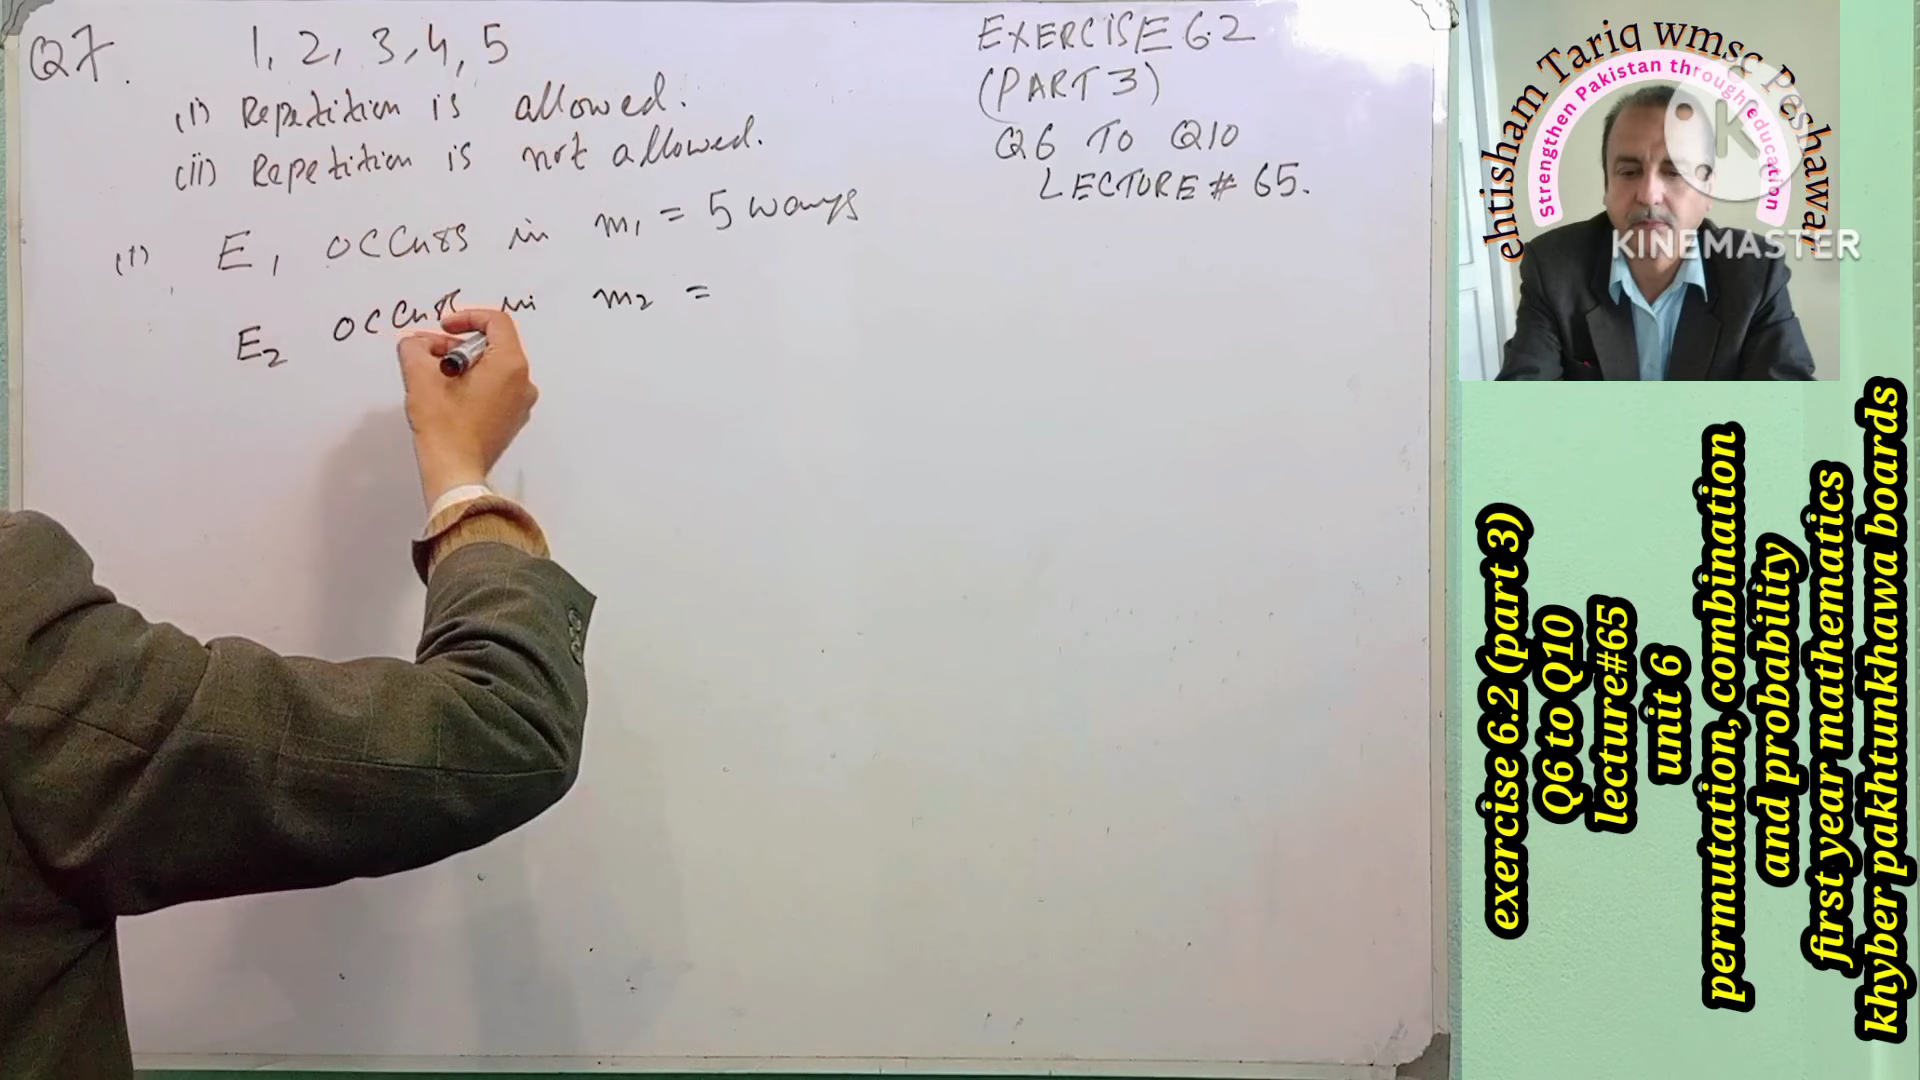 Q7. 1, 2, 3, 4, 5
(i) Repetition is allowed.
(ii) Repetition is not allowed.
(i) E1 occurs in m1 = 5 ways
E2 occurs in m2 =
EXERCISE 6.2
(PART 3)
Q6 TO Q10
LECTURE # 65.
ehtisham Tariq wmsg Peshawar
Strengthen Pakistan through education
K
KINEMASTER
exercise 6.2 (part 3)
Q6 to Q10
lecture#65
unit 6
permutation, combination
and probability
first year mathematics
khyber pakhtunkhawa boards